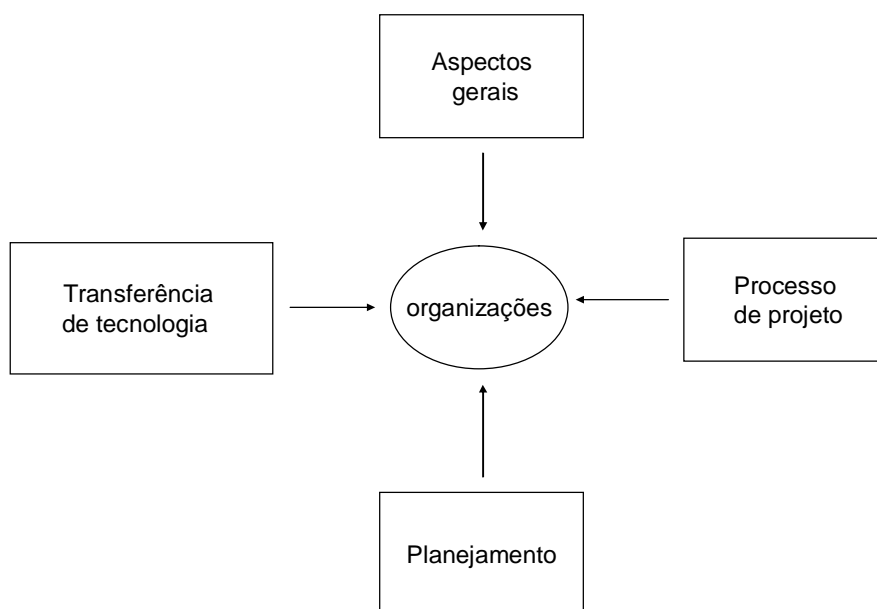 Aspectos
gerais
Transferência
de tecnologia
organizações
Processo
de projeto
Planejamento